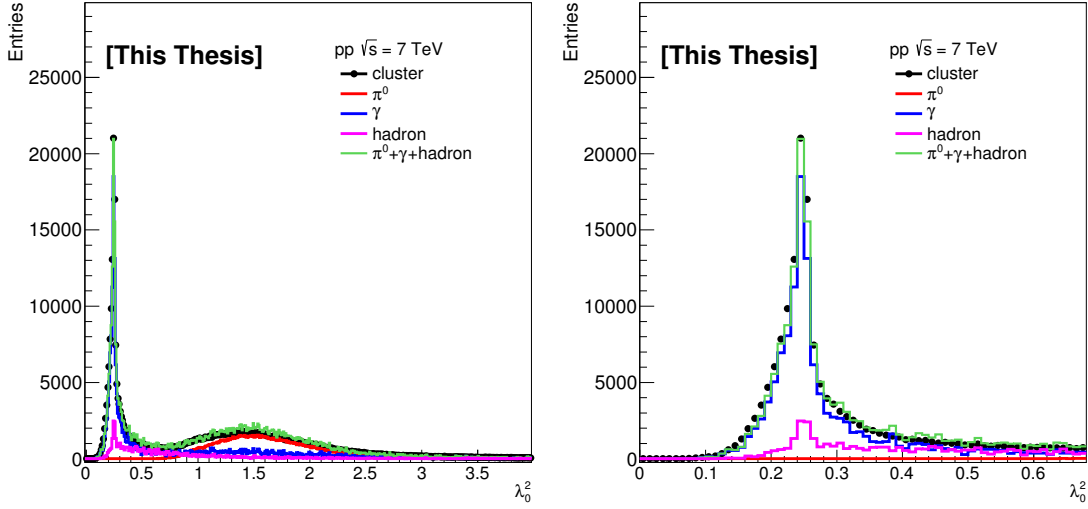 Entries
25000
20000
15000
10000
5000
0
[This Thesis]
pp √s = 7 TeV
cluster
π⁰
γ
hadron
π⁰+γ+hadron
0 0.5 1 1.5 2 2.5 3 3.5
λ₀²
Entries
25000
20000
15000
10000
5000
0
[This Thesis]
pp √s = 7 TeV
cluster
π⁰
γ
hadron
π⁰+γ+hadron
0 0.1 0.2 0.3 0.4 0.5 0.6
λ₀²